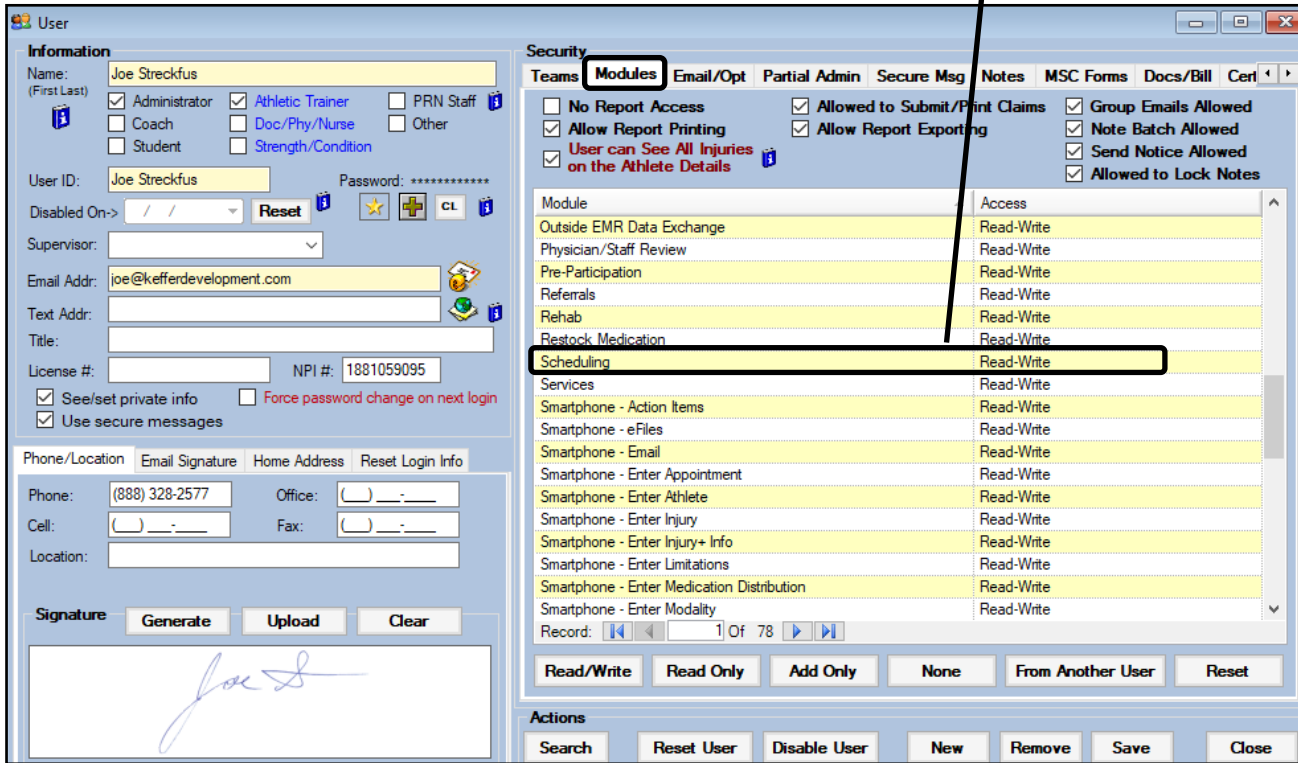 User
Information
Name: Joe Streckfus
(First Last)
Administrator Athletic Trainer PRN Staff
Coach Doc/Phy/Nurse Other
Student Strength/Condition
User ID: Joe Streckfus Password: ************
Disabled On-> / / Reset CL
Supervisor:
Email Addr: joe@kefferdevelopment.com
Text Addr:
Title:
License #: NPI #: 1881059095
See/set private info Force password change on next login
Use secure messages
Phone/Location Email Signature Home Address Reset Login Info
Phone: (888) 328-2577 Office: (__) ___-____
Cell: (__) ___-____ Fax: (__) ___-____
Location:
Signature Generate Upload Clear
Joe S
Security
Teams Modules Email/Opt Partial Admin Secure Msg Notes MSC Forms Docs/Bill Cert
No Report Access Allowed to Submit/Print Claims Group Emails Allowed
Allow Report Printing Allow Report Exporting Note Batch Allowed
User can See All Injuries Send Notice Allowed
on the Athlete Details Allowed to Lock Notes
Module Access
Outside EMR Data Exchange Read-Write
Physician/Staff Review Read-Write
Pre-Participation Read-Write
Referrals Read-Write
Rehab Read-Write
Restock Medication Read-Write
Scheduling Read-Write
Services Read-Write
Smartphone - Action Items Read-Write
Smartphone - eFiles Read-Write
Smartphone - Email Read-Write
Smartphone - Enter Appointment Read-Write
Smartphone - Enter Athlete Read-Write
Smartphone - Enter Injury Read-Write
Smartphone - Enter Injury+ Info Read-Write
Smartphone - Enter Limitations Read-Write
Smartphone - Enter Medication Distribution Read-Write
Smartphone - Enter Modality Read-Write
Record: 1 Of 78
Read/Write Read Only Add Only None From Another User Reset
Actions
Search Reset User Disable User New Remove Save Close